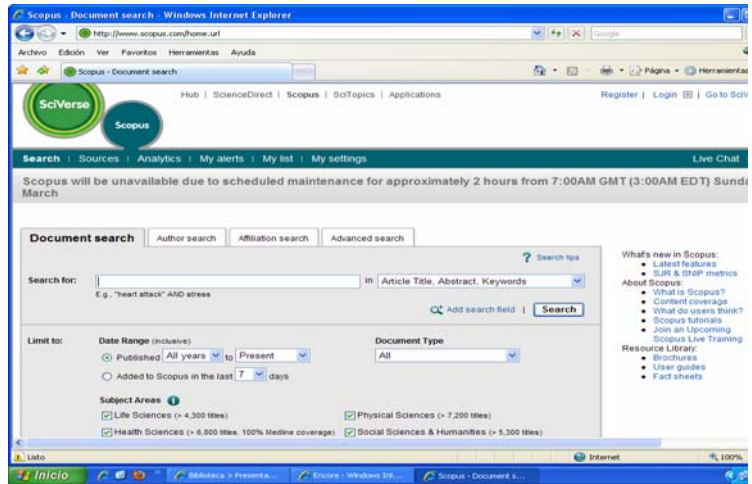 Scopus - Document search - Windows Internet Explorer
http://www.scopus.com/home.url
Google
Archivo Edición Ver Favoritos Herramientas Ayuda
Scopus - Document search
Página
Herramientas
Hub | ScienceDirect | Scopus | SciTopics | Applications
Register | Login | Go to SciV
SciVerse
Scopus
Search | Sources | Analytics | My alerts | My list | My settings
Live Chat
Scopus will be unavailable due to scheduled maintenance for approximately 2 hours from 7:00AM GMT (3:00AM EDT) Sunda
March
Document search
Author search
Affiliation search
Advanced search
? Search tips
Search for:
in Article Title, Abstract, Keywords
E.g., "heart attack" AND stress
Add search field | Search
Limit to:
Date Range (inclusive)
Document Type
Published All years to Present
All
Added to Scopus in the last 7 days
Subject Areas
Life Sciences (> 4,300 titles)
Physical Sciences (> 7,200 titles)
Health Sciences (> 6,800 titles. 100% Medline coverage)
Social Sciences & Humanities (> 5,300 titles)
What's new in Scopus:
Latest features
SJR & SNIP metrics
About Scopus:
What is Scopus?
Content coverage
What do users think?
Scopus tutorials
Join an Upcoming
Scopus Live Training
Resource Library:
Brochures
User guides
Fact sheets
Listo
Internet
100%
Inicio
Biblioteca > Presenta...
Encore - Windows Int...
Scopus - Document s...